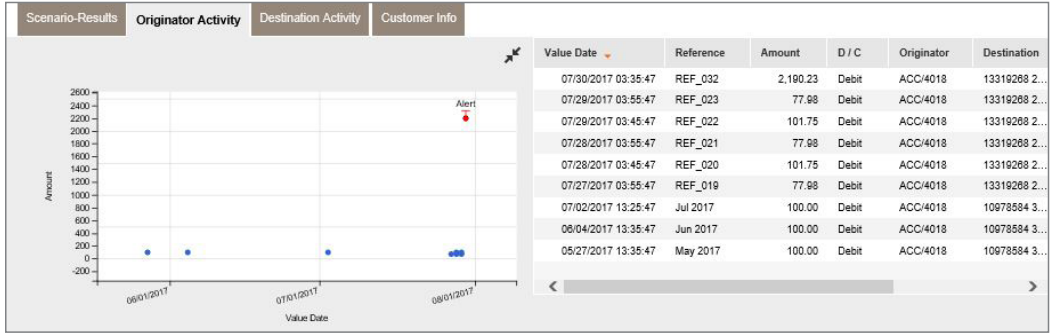 Scenario-Results Originator Activity Destination Activity Customer Info
Value Date Reference Amount D / C Originator Destination
07/30/2017 03:35:47 REF_032 2,190.23 Debit ACC/4018 13319268 2...
07/29/2017 03:55:47 REF_023 77.98 Debit ACC/4018 13319268 2...
07/29/2017 03:45:47 REF_022 101.75 Debit ACC/4018 13319268 2...
07/28/2017 03:55:47 REF_021 77.98 Debit ACC/4018 13319268 2...
07/28/2017 03:45:47 REF_020 101.75 Debit ACC/4018 13319268 2...
07/27/2017 03:55:47 REF_019 77.98 Debit ACC/4018 13319268 2...
07/02/2017 13:25:47 Jul 2017 100.00 Debit ACC/4018 10978584 3...
06/04/2017 13:35:47 Jun 2017 100.00 Debit ACC/4018 10978584 3...
05/27/2017 13:35:47 May 2017 100.00 Debit ACC/4018 10978584 3...
Amount
2600
2400
2200
2000
1800
1600
1400
1200
1000
800
600
400
200
0
-200
Alert
06/01/2017 07/01/2017 08/01/2017
Value Date